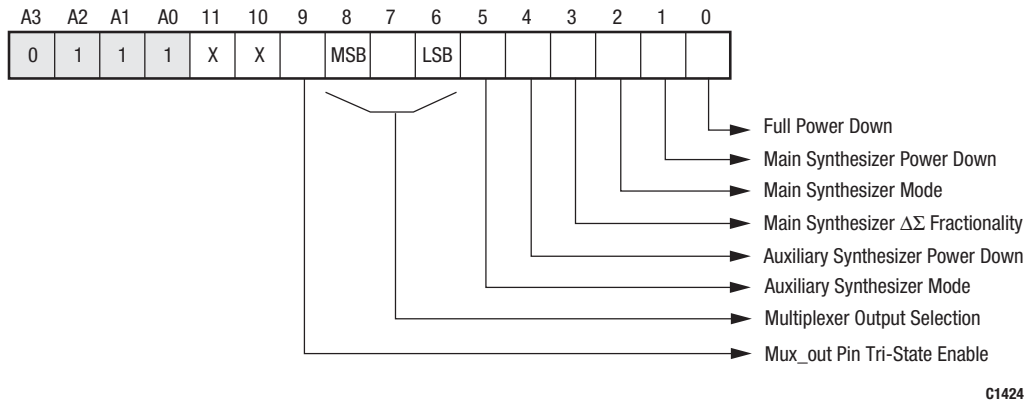 A3 A2 A1 A0 11 10 9 8 7 6 5 4 3 2 1 0
0 1 1 1 X X MSB LSB
Full Power Down
Main Synthesizer Power Down
Main Synthesizer Mode
Main Synthesizer ΔΣ Fractionality
Auxiliary Synthesizer Power Down
Auxiliary Synthesizer Mode
Multiplexer Output Selection
Mux_out Pin Tri-State Enable
C1424